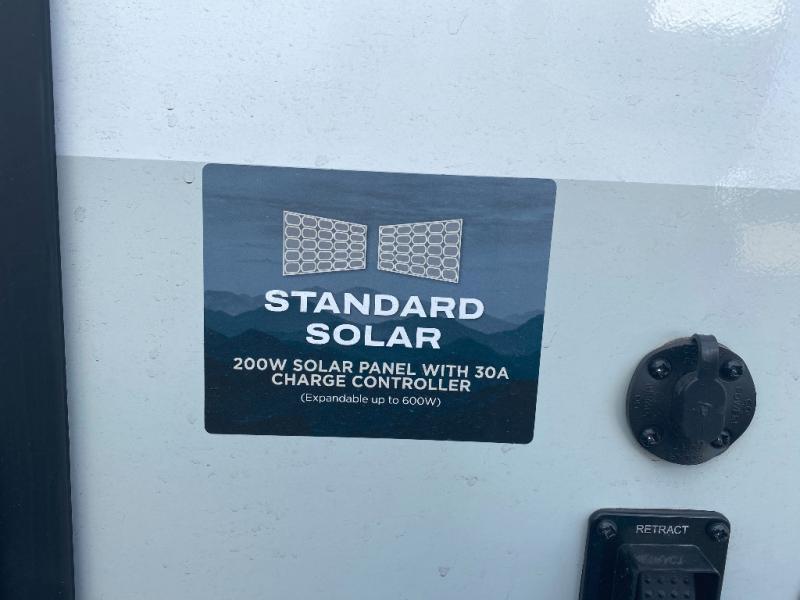 STANDARD
SOLAR
200W SOLAR PANEL WITH 30A
CHARGE CONTROLLER
(Expandable up to 600W)
RETRACT